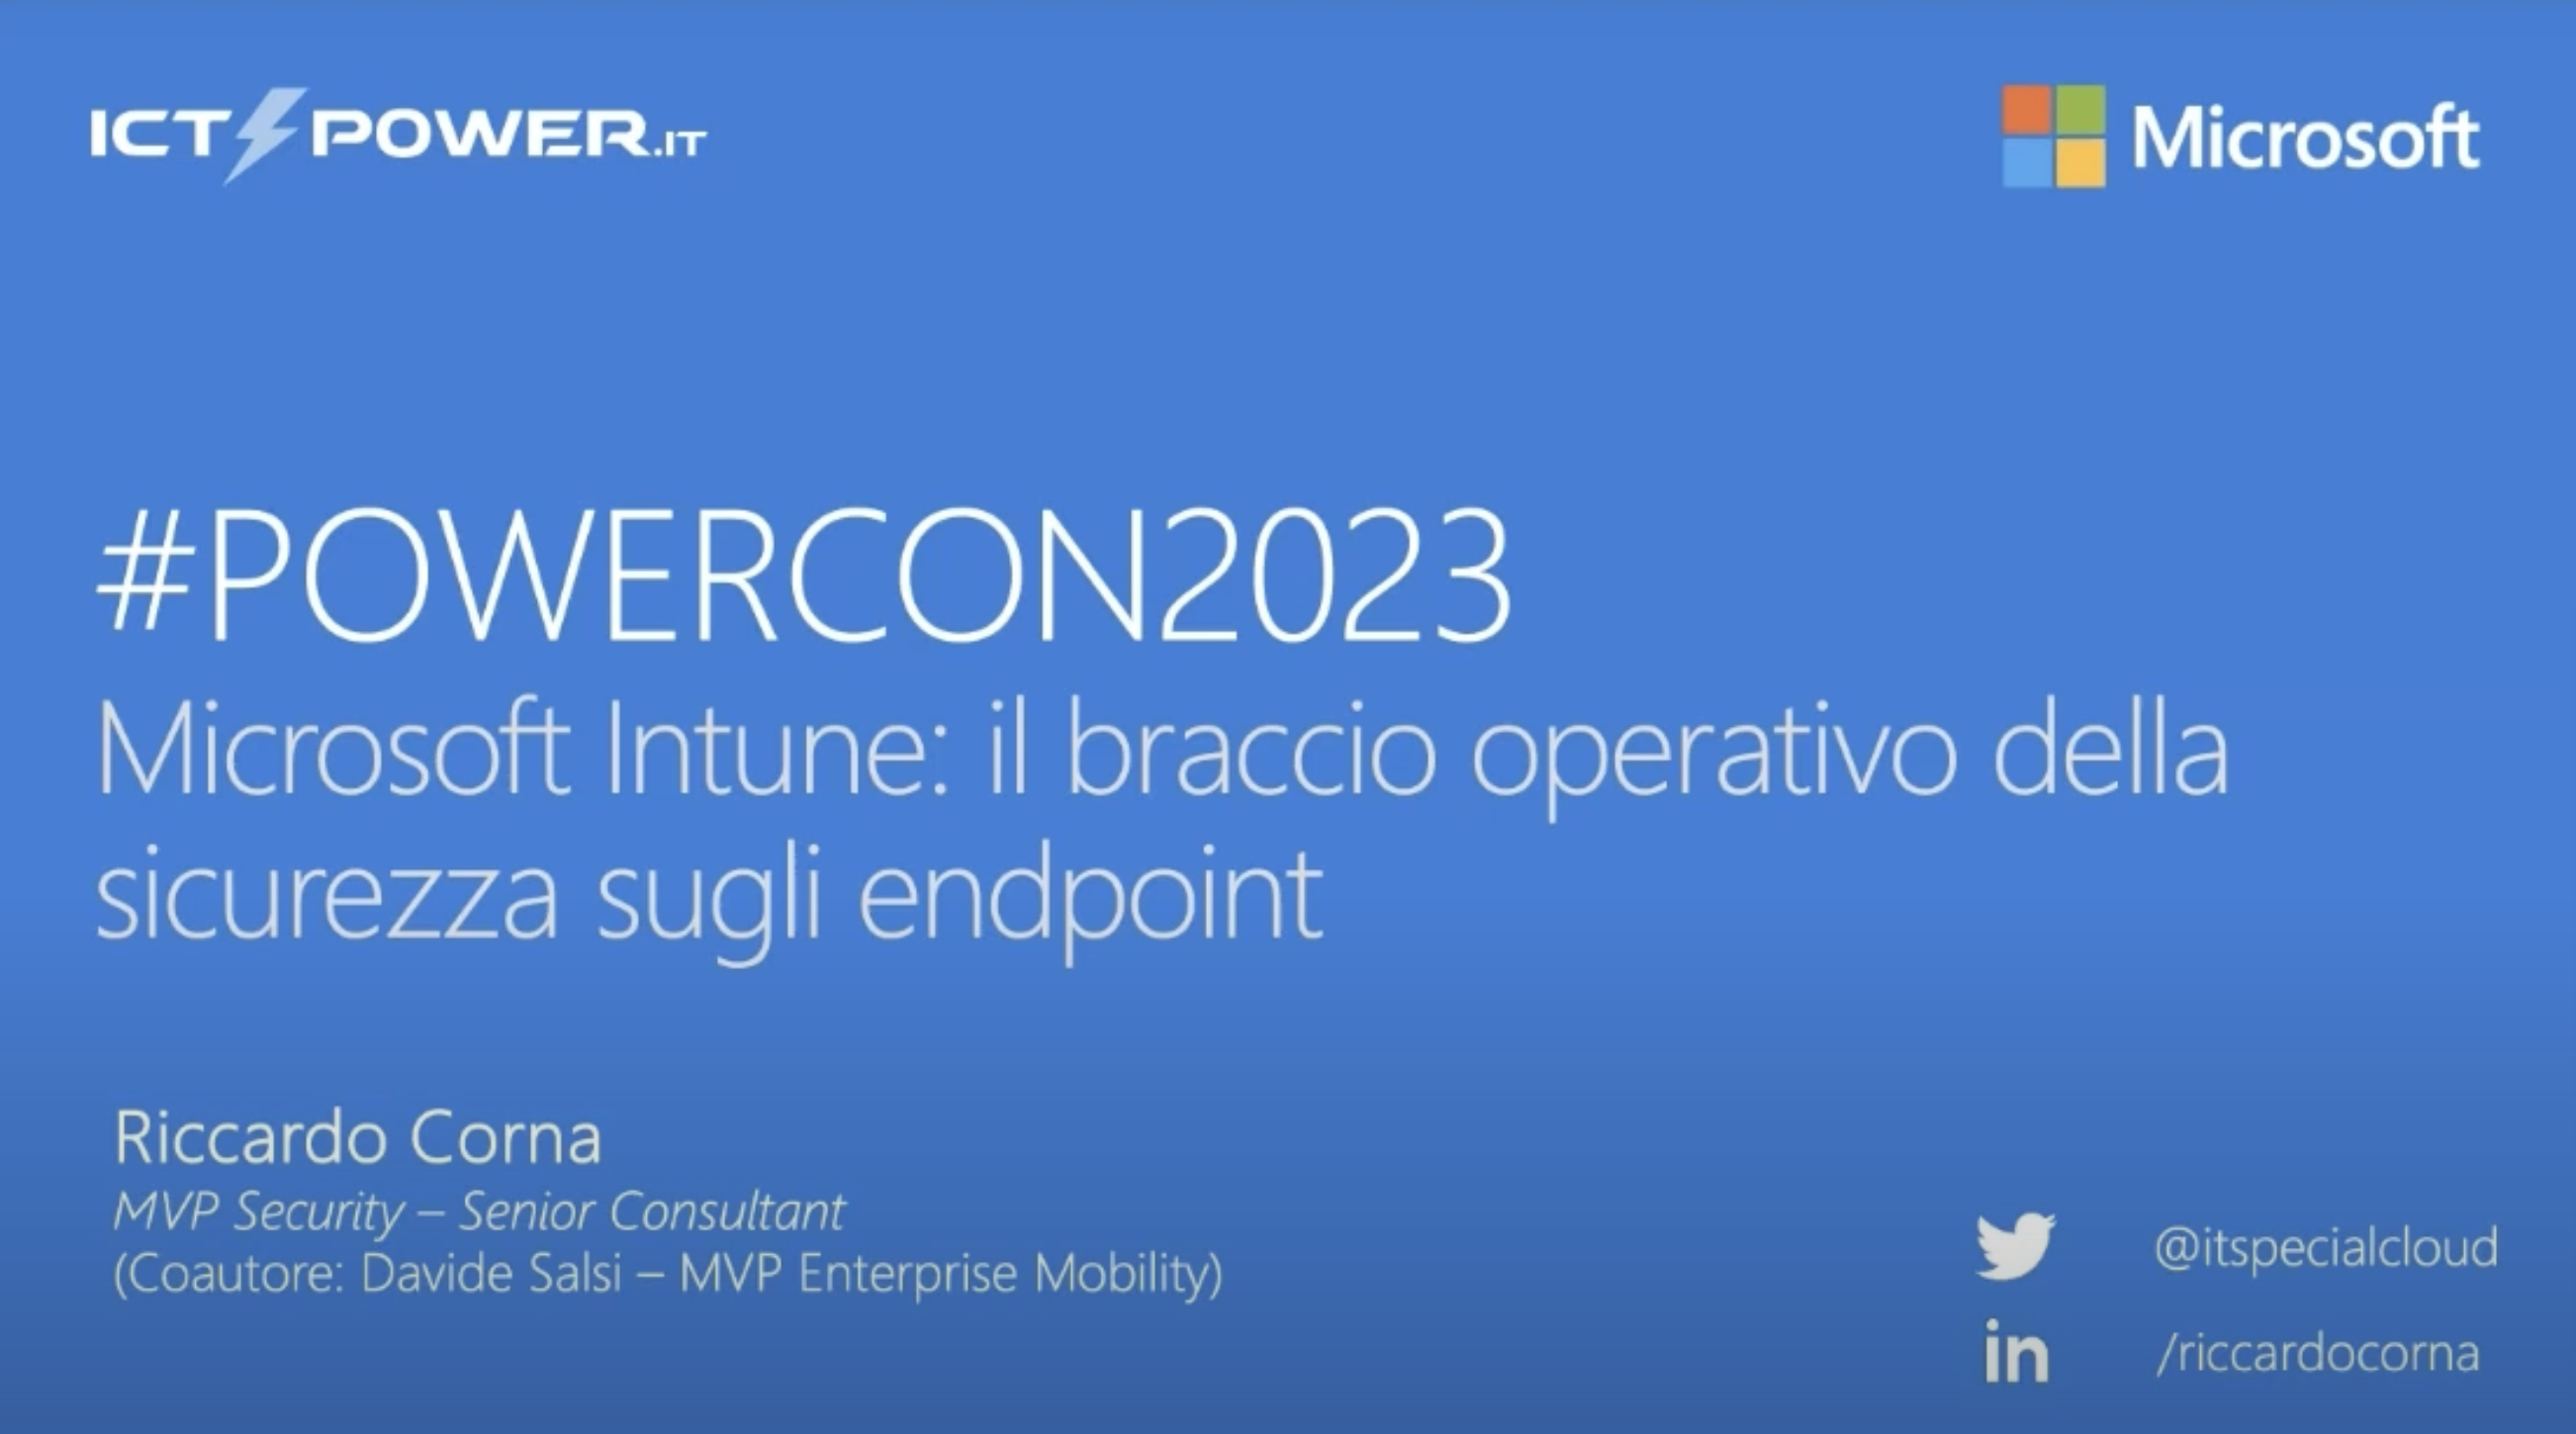 ICT POWER.IT
Microsoft
#POWERCON2023
Microsoft Intune: il braccio operativo della
sicurezza sugli endpoint
Riccardo Corna
MVP Security – Senior Consultant
(Coautore: Davide Salsi – MVP Enterprise Mobility)
@itspecialcloud
in /riccardocorna